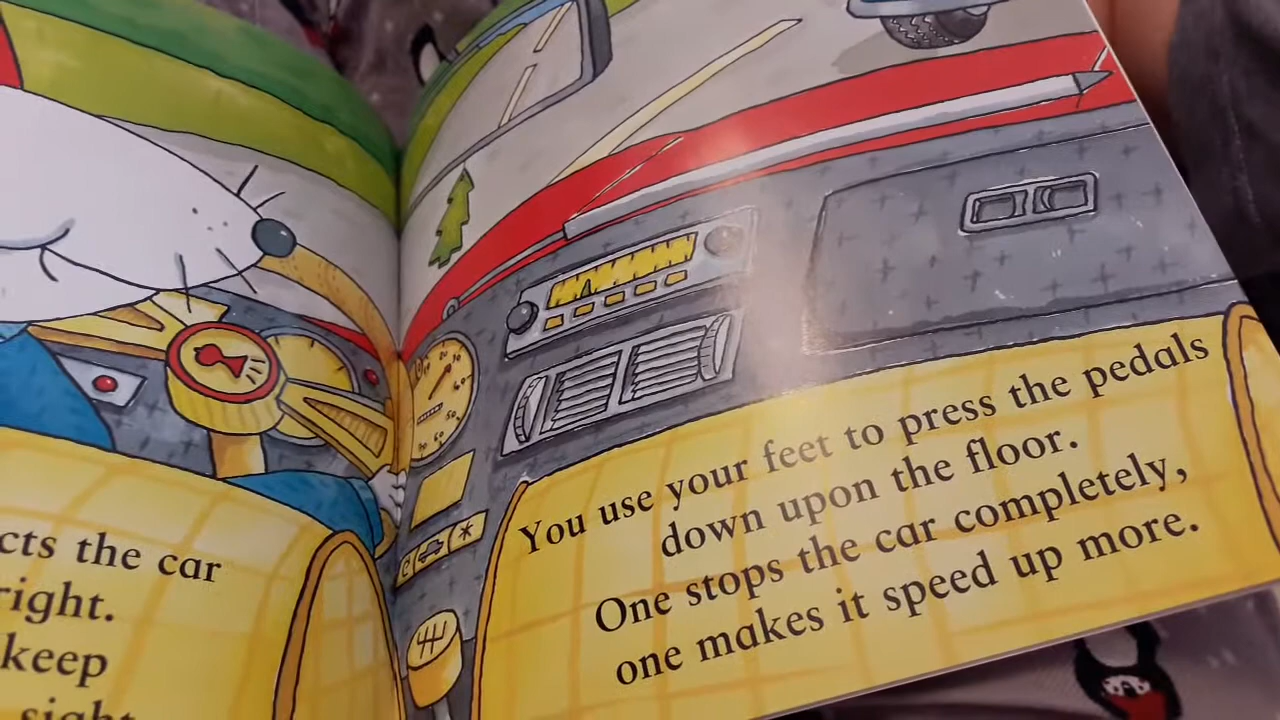 cts the car
right.
keep
sight
You use your feet to press the pedals
down upon the floor.
One stops the car completely,
one makes it speed up more.